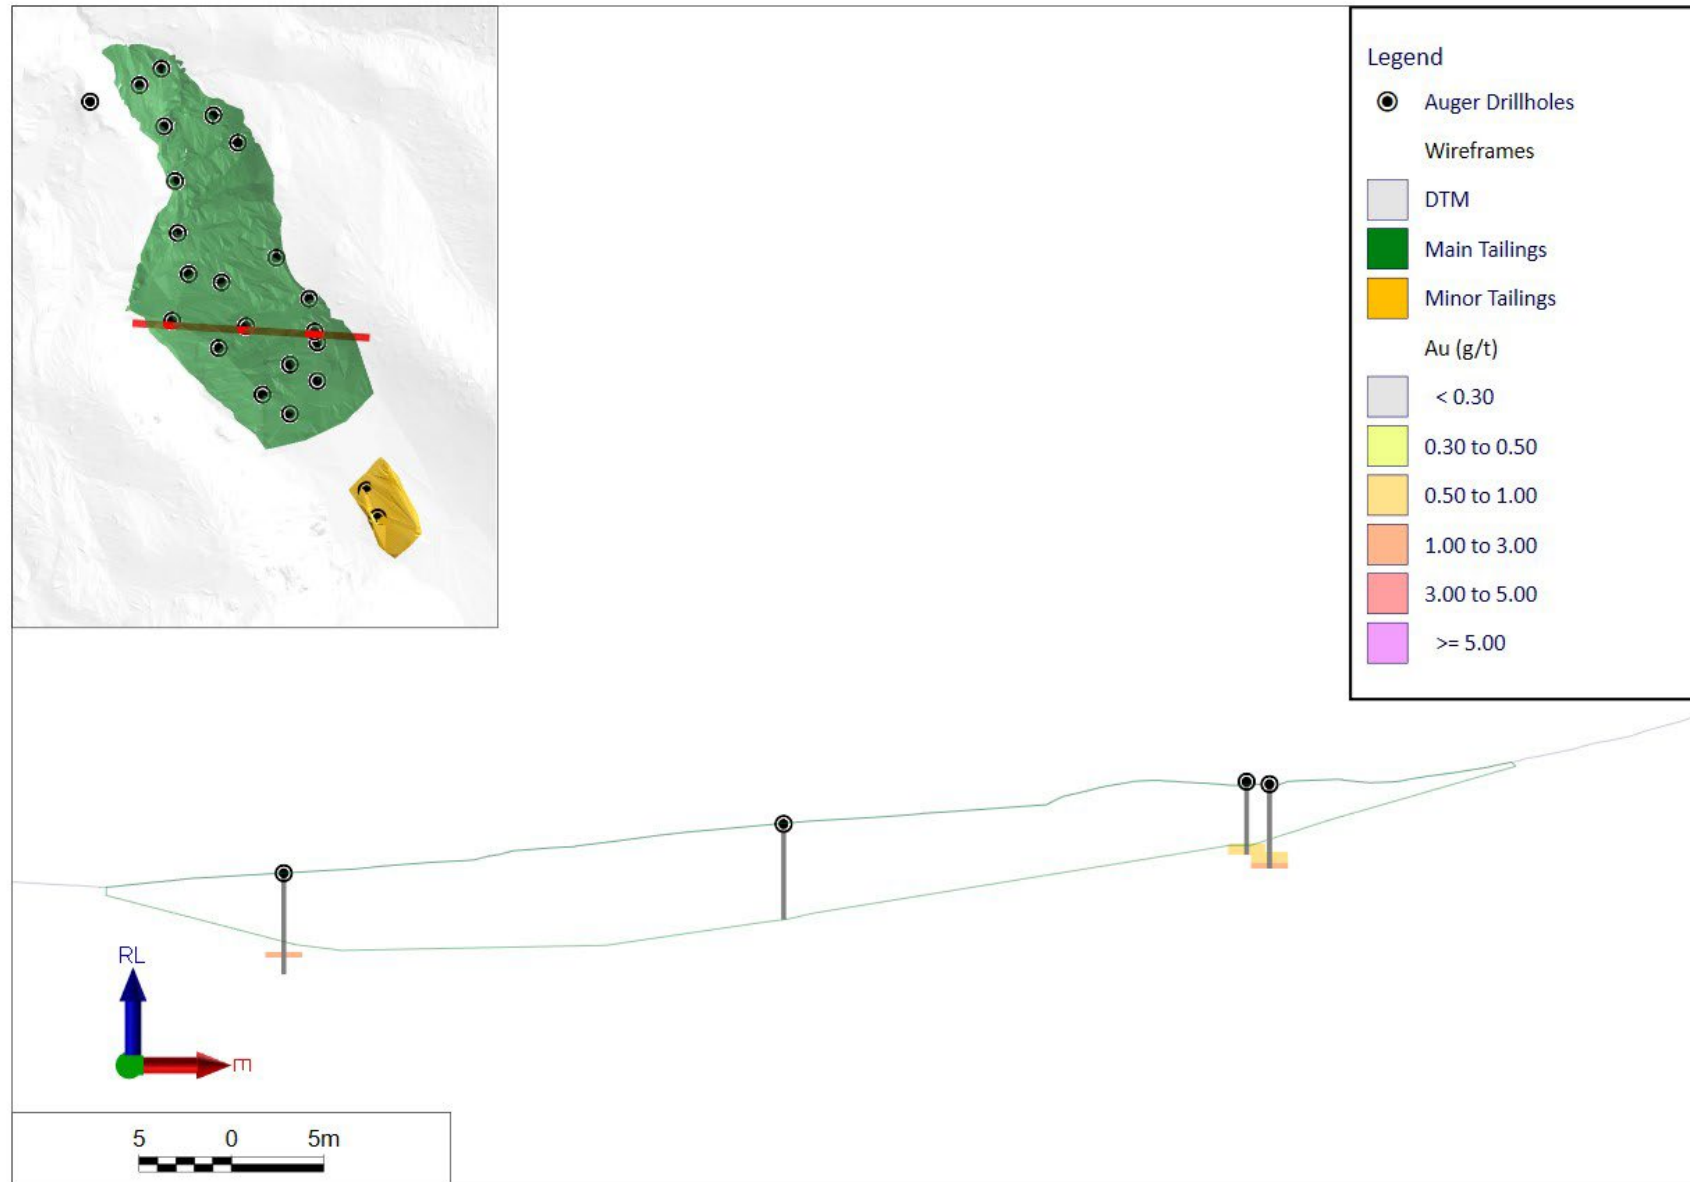 Legend
Auger Drillholes
Wireframes
DTM
Main Tailings
Minor Tailings
Au (g/t)
< 0.30
0.30 to 0.50
0.50 to 1.00
1.00 to 3.00
3.00 to 5.00
>= 5.00
RL
E
5 0 5m